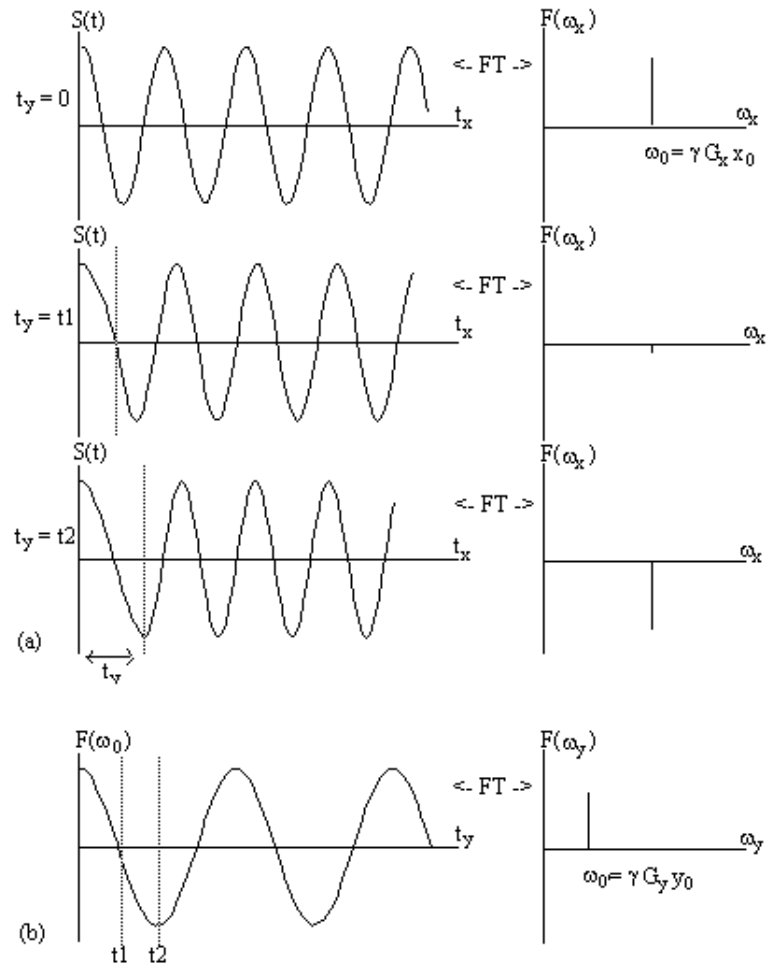 S(t)
F(ωx)
ty = 0
<- FT ->
tx
ωx
ω0 = γ Gx x0
S(t)
F(ωx)
ty = t1
<- FT ->
tx
ωx
S(t)
F(ωx)
ty = t2
<- FT ->
tx
ωx
(a)
ty
F(ω0)
F(ωy)
<- FT ->
ty
ωy
ω0 = γ Gy y0
(b)
t1
t2